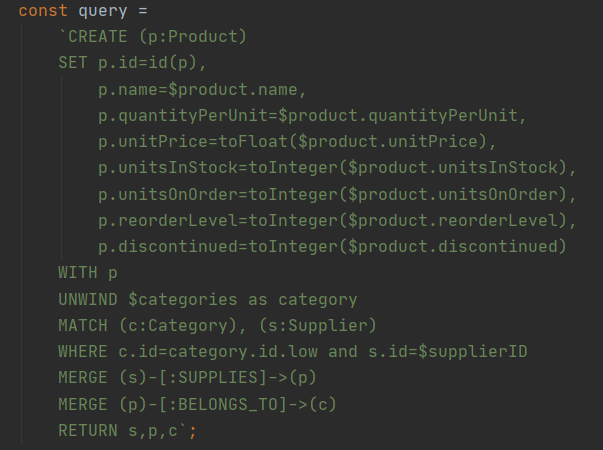 const query =
`CREATE (p:Product)
SET p.id=id(p),
p.name=$product.name,
p.quantityPerUnit=$product.quantityPerUnit,
p.unitPrice=toFloat($product.unitPrice),
p.unitsInStock=toInteger($product.unitsInStock),
p.unitsOnOrder=toInteger($product.unitsOnOrder),
p.reorderLevel=toInteger($product.reorderLevel),
p.discontinued=toInteger($product.discontinued)
WITH p
UNWIND $categories as category
MATCH (c:Category), (s:Supplier)
WHERE c.id=category.id.low and s.id=$supplierID
MERGE (s)-[:SUPPLIES]->(p)
MERGE (p)-[:BELONGS_TO]->(c)
RETURN s,p,c`;